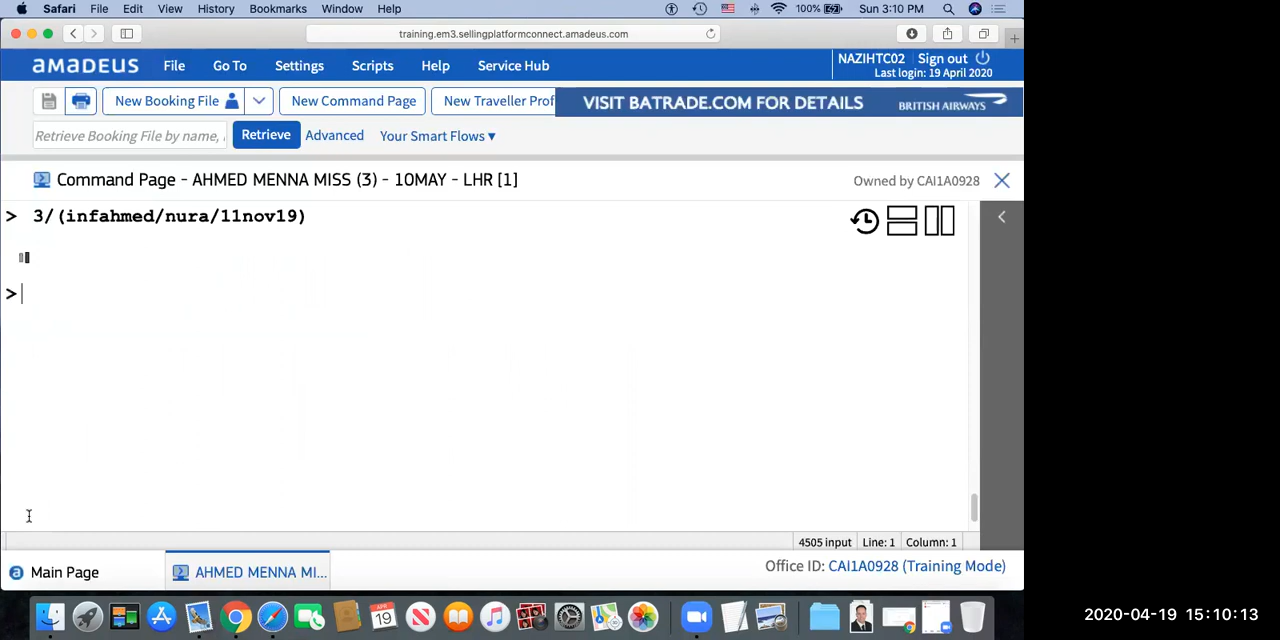 Safari File Edit View History Bookmarks Window Help 100% Sun 3:10 PM
training.em3.sellingplatformconnect.amadeus.com
amadeus File Go To Settings Scripts Help Service Hub NAZIHTC02 Sign out
Last login: 19 April 2020
New Booking File New Command Page New Traveller Prof VISIT BATRADE.COM FOR DETAILS BRITISH AIRWAYS
Retrieve Booking File by name, Retrieve Advanced Your Smart Flows ▾
Command Page - AHMED MENNA MISS (3) - 10MAY - LHR [1] Owned by CAI1A0928
> 3/(infahmed/nura/11nov19)
>
4505 input Line: 1 Column: 1
a Main Page AHMED MENNA MI... Office ID: CAI1A0928 (Training Mode)
APR
19
2020-04-19 15:10:13